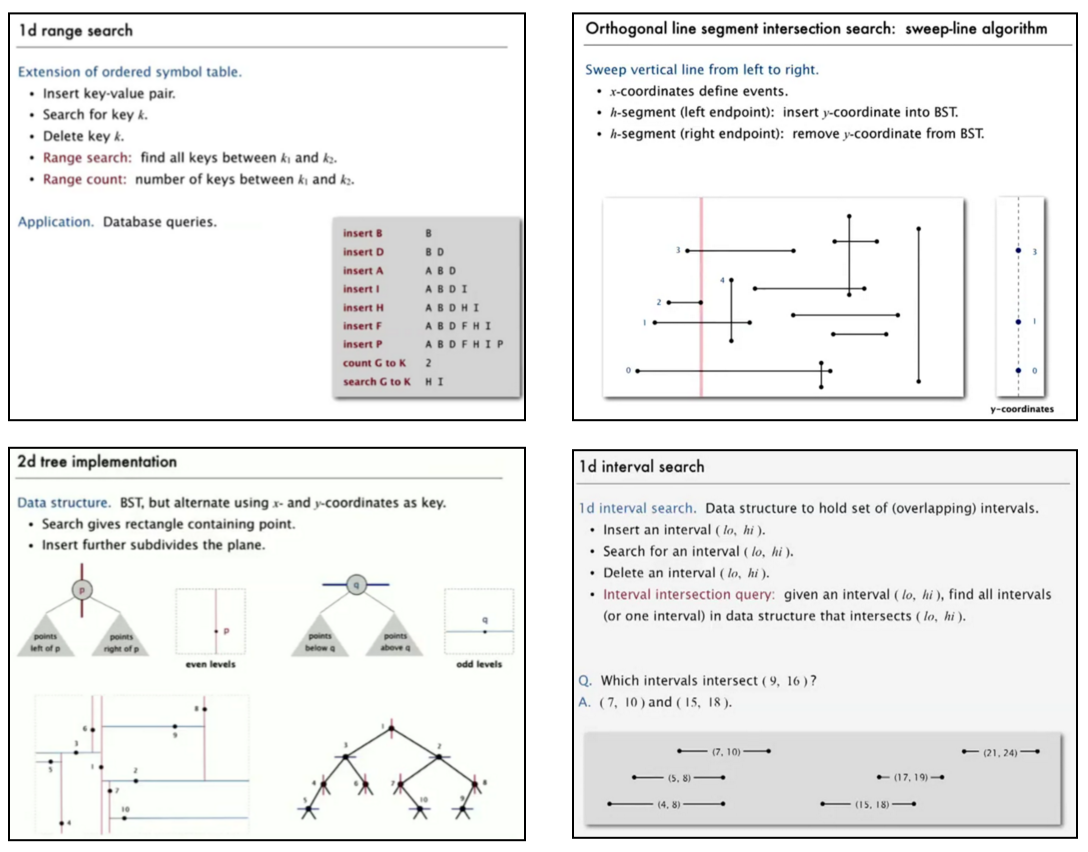 1d range search
Extension of ordered symbol table.
• Insert key-value pair.
• Search for key k.
• Delete key k.
• Range search: find all keys between k1 and k2.
• Range count: number of keys between k1 and k2.
Application. Database queries.
insert B B
insert D B D
insert A A B D
insert I A B D I
insert H A B D H I
insert F A B D F H I
insert P A B D F H I P
count G to K 2
search G to K H I
Orthogonal line segment intersection search: sweep-line algorithm
Sweep vertical line from left to right.
• x-coordinates define events.
• h-segment (left endpoint): insert y-coordinate into BST.
• h-segment (right endpoint): remove y-coordinate from BST.
3
4
2
1
0
3
1
0
y-coordinates
2d tree implementation
Data structure. BST, but alternate using x- and y-coordinates as key.
• Search gives rectangle containing point.
• Insert further subdivides the plane.
p
points left of p
points right of p
p
even levels
q
points below q
points above q
q
odd levels
8
6
9
3
5
1
2
7
10
4
1
3
2
4
6
7
8
5
10
9
1d interval search
1d interval search. Data structure to hold set of (overlapping) intervals.
• Insert an interval ( lo, hi ).
• Search for an interval ( lo, hi ).
• Delete an interval ( lo, hi ).
• Interval intersection query: given an interval ( lo, hi ), find all intervals
(or one interval) in data structure that intersects ( lo, hi ).
Q. Which intervals intersect ( 9, 16 ) ?
A. ( 7, 10 ) and ( 15, 18 ).
(7, 10)
(21, 24)
(5, 8)
(17, 19)
(4, 8)
(15, 18)